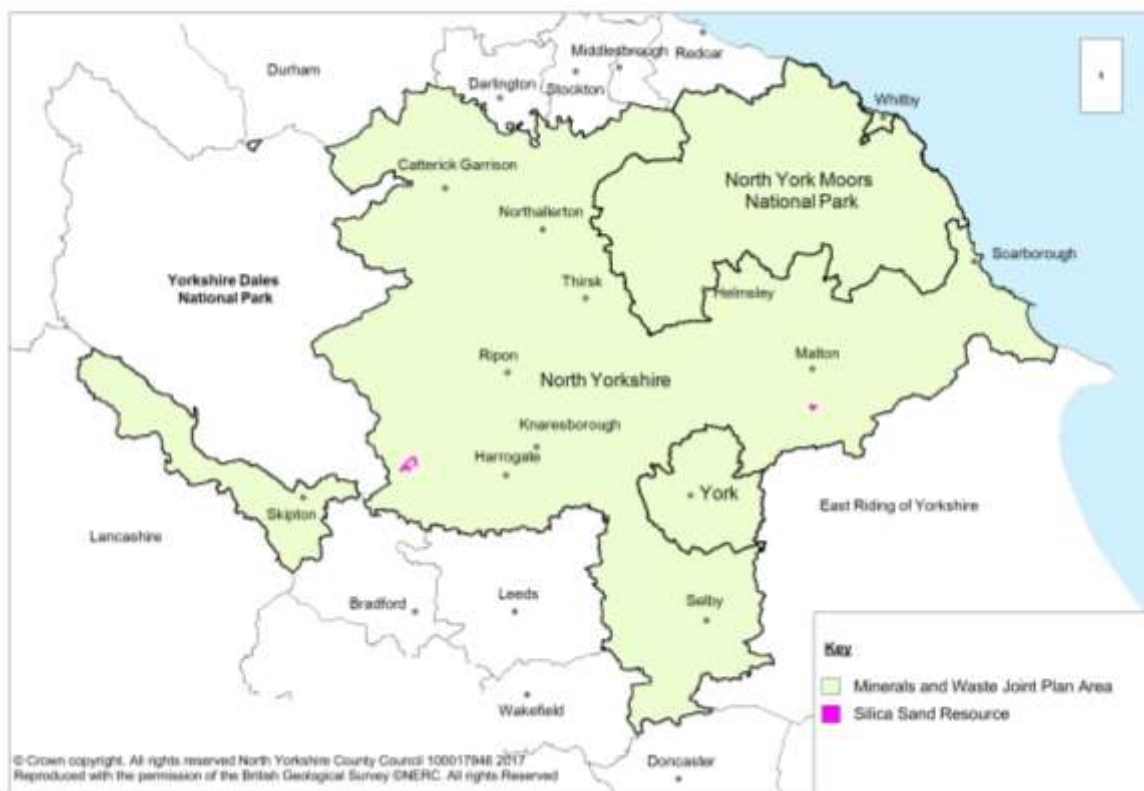 Durham
Middlesbrough
Redcar
Darlington
Stockton
Whitby
Catterick Garrison
North York Moors
National Park
Northallerton
Scarborough
Yorkshire Dales
National Park
Thirsk
Helmsley
Ripon
North Yorkshire
Malton
Knaresborough
Harrogate
York
Skipton
East Riding of Yorkshire
Lancashire
Bradford
Leeds
Selby
Key
Minerals and Waste Joint Plan Area
Silica Sand Resource
Wakefield
Doncaster
© Crown copyright. All rights reserved North Yorkshire County Council 100017946 2017
Reproduced with the permission of the British Geological Survey ©NERC. All rights Reserved